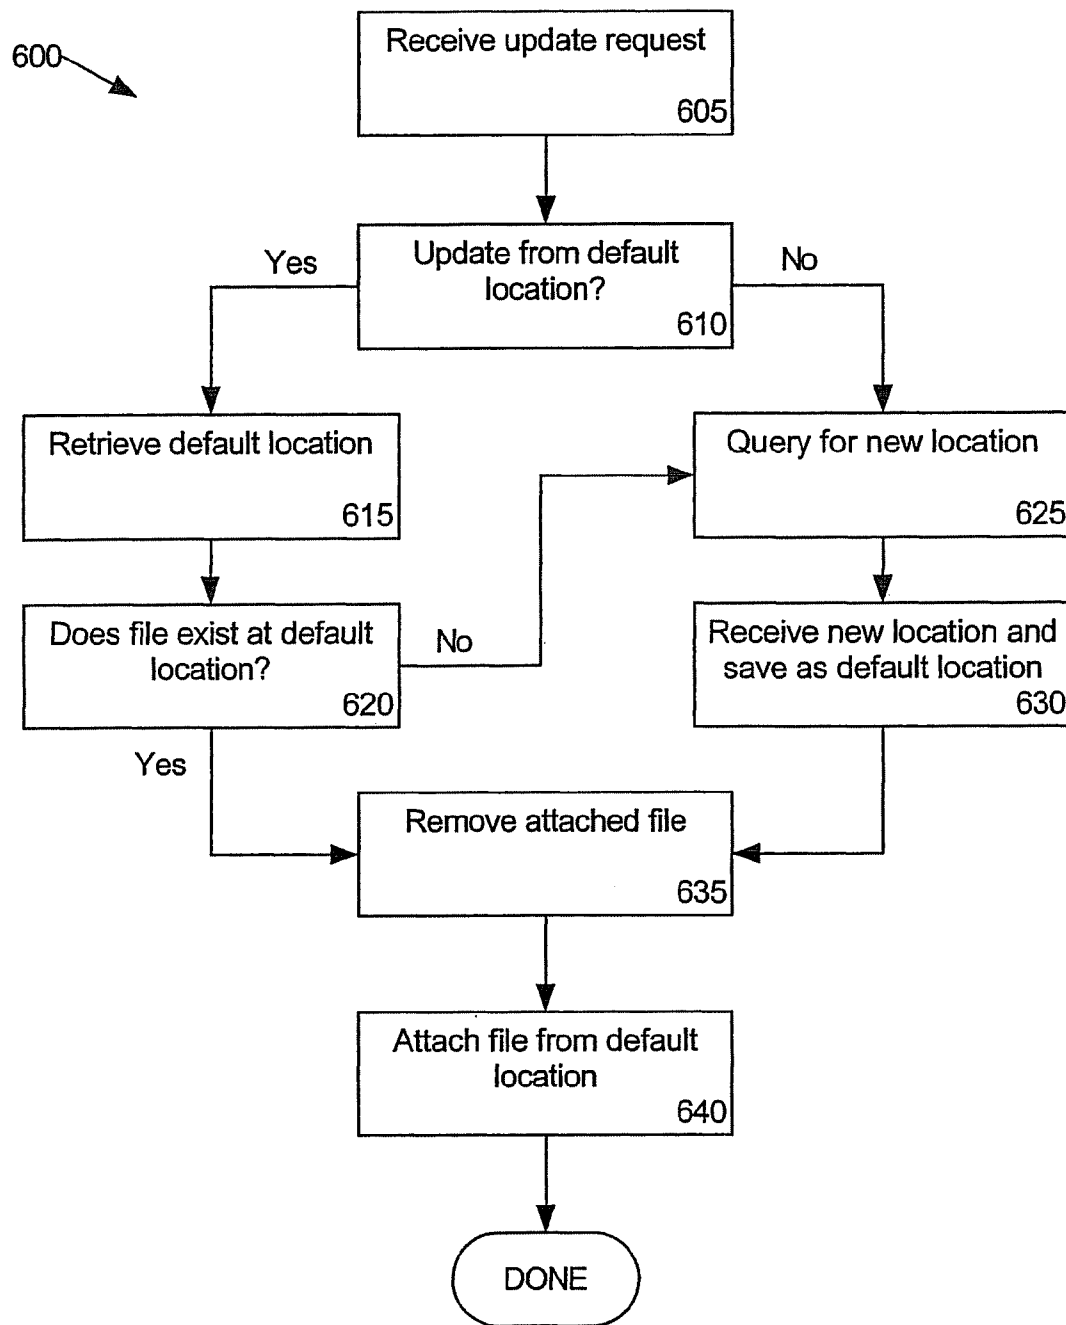 600
Receive update request
605
Update from default
location?
610
Yes
No
Retrieve default location
615
Query for new location
625
Does file exist at default
location?
620
No
Receive new location and
save as default location
630
Yes
Remove attached file
635
Attach file from default
location
640
DONE